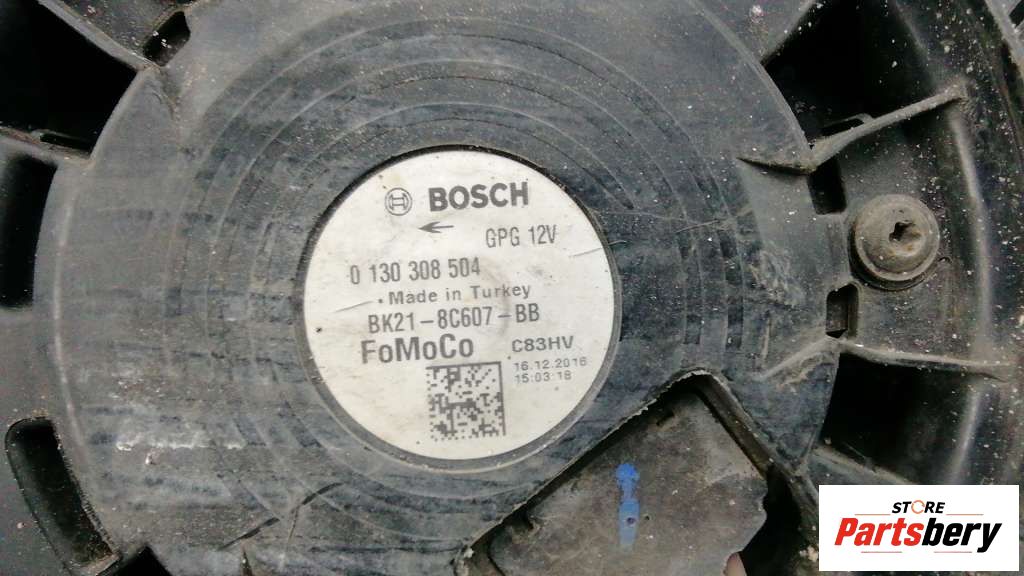 BOSCH
GPG 12V
0 130 308 504
Made in Turkey
BK21-8C607-BB
FoMoCo C83HV
16.12.2016
15:03:18
STORE
Partsbery